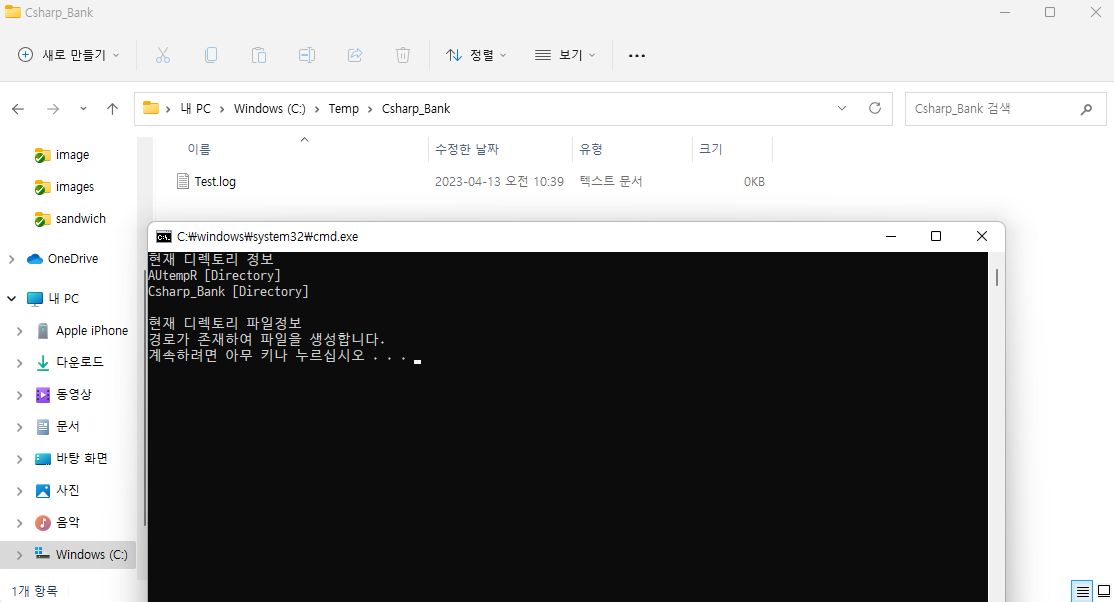 Csharp_Bank
새로 만들기
정렬
보기
내 PC
Windows (C:)
Temp
Csharp_Bank
Csharp_Bank 검색
이름
수정한 날짜
유형
크기
Test.log
2023-04-13 오전 10:39
텍스트 문서
0KB
image
images
sandwich
OneDrive
내 PC
Apple iPhone
다운로드
동영상
문서
바탕 화면
사진
음악
Windows (C:)
1개 항목
C:₩windows₩system32₩cmd.exe
현재 디렉토리 정보
AUtempR [Directory]
Csharp_Bank [Directory]
현재 디렉토리 파일정보
경로가 존재하여 파일을 생성합니다.
계속하려면 아무 키나 누르십시오 . . .